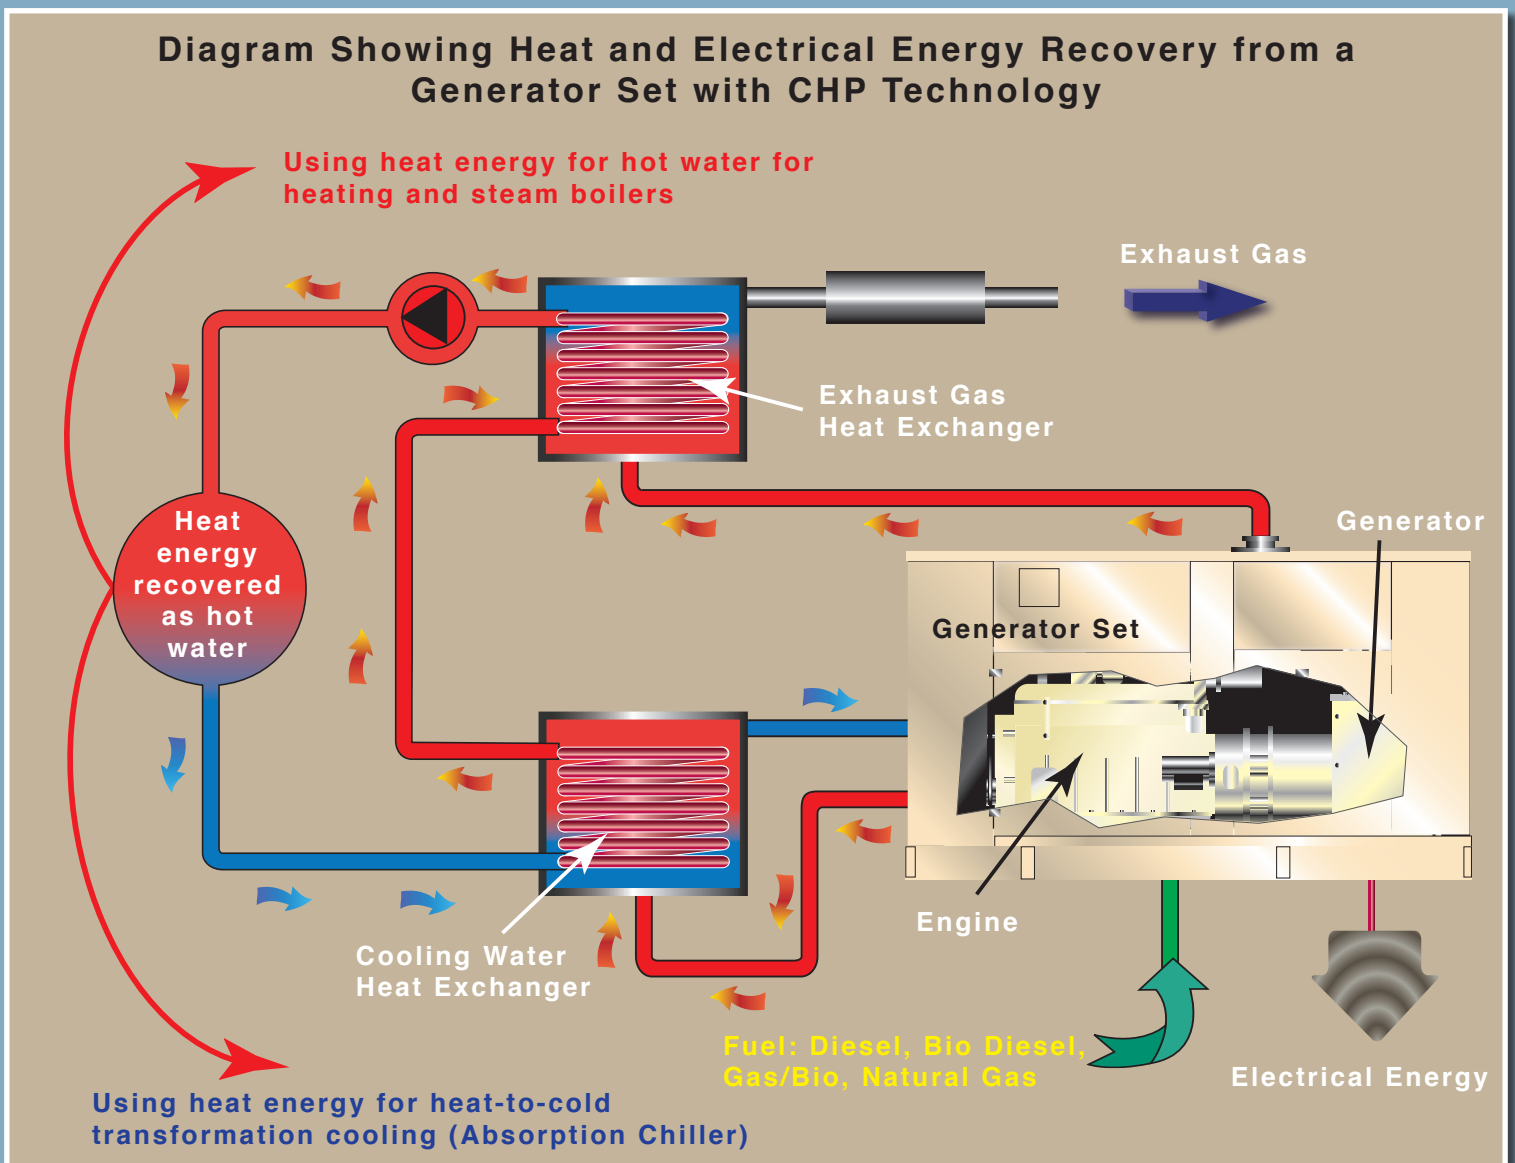 Diagram Showing Heat and Electrical Energy Recovery from a
Generator Set with CHP Technology
Using heat energy for hot water for
heating and steam boilers
Exhaust Gas
Exhaust Gas
Heat Exchanger
Heat
energy
recovered
as hot
water
Generator
Generator Set
Engine
Cooling Water
Heat Exchanger
Fuel: Diesel, Bio Diesel,
Gas/Bio, Natural Gas
Electrical Energy
Using heat energy for heat-to-cold
transformation cooling (Absorption Chiller)